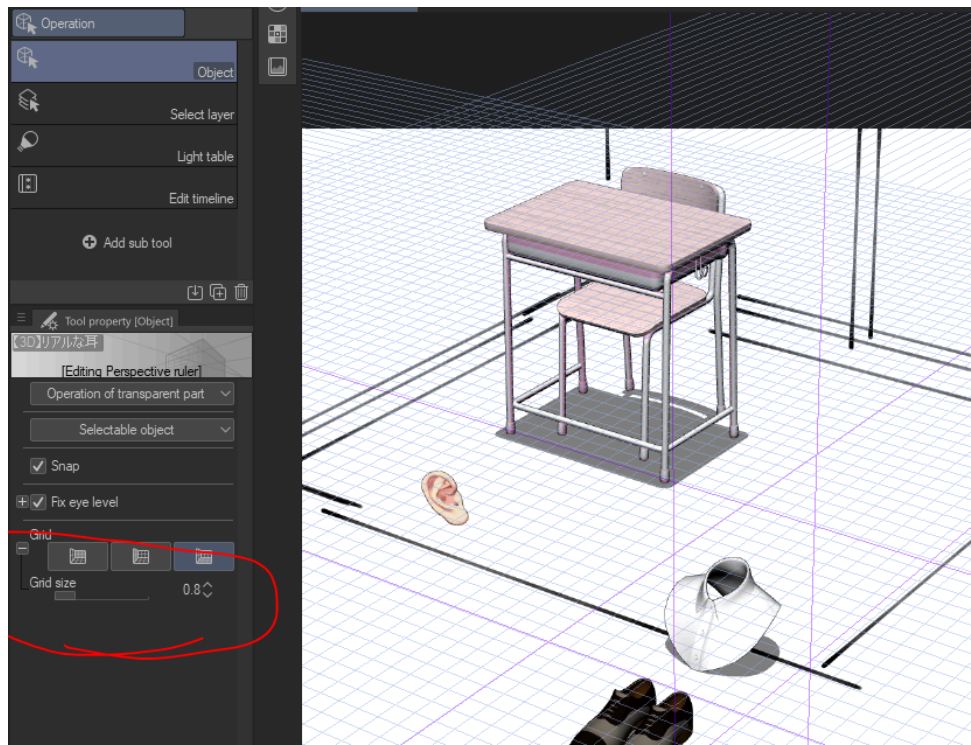 Operation
Object
Select layer
Light table
Edit timeline
Add sub tool
Tool property [Object]
【3D】リアルな耳
[Editing Perspective ruler]
Operation of transparent part
Selectable object
Snap
Fix eye level
Grid
Grid size 0.8